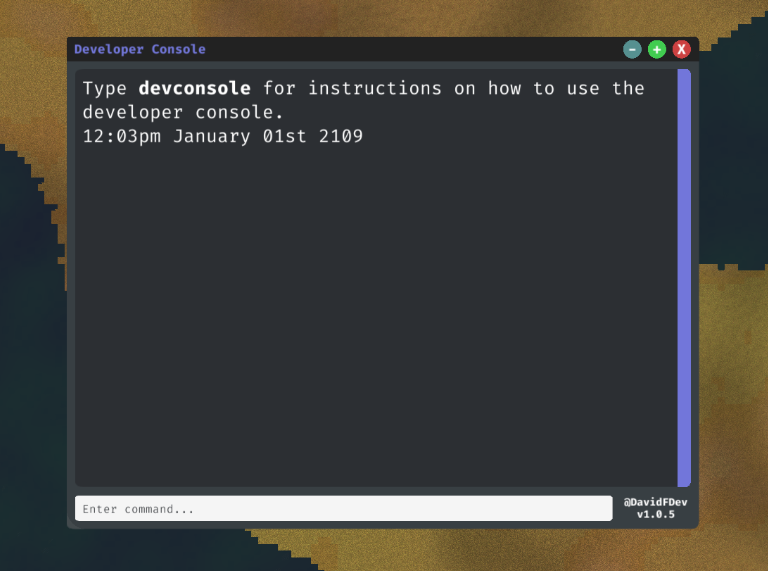 Developer Console
- + X
Type devconsole for instructions on how to use the
developer console.
12:03pm January 01st 2109
Enter command...
@DavidFDev
v1.0.5